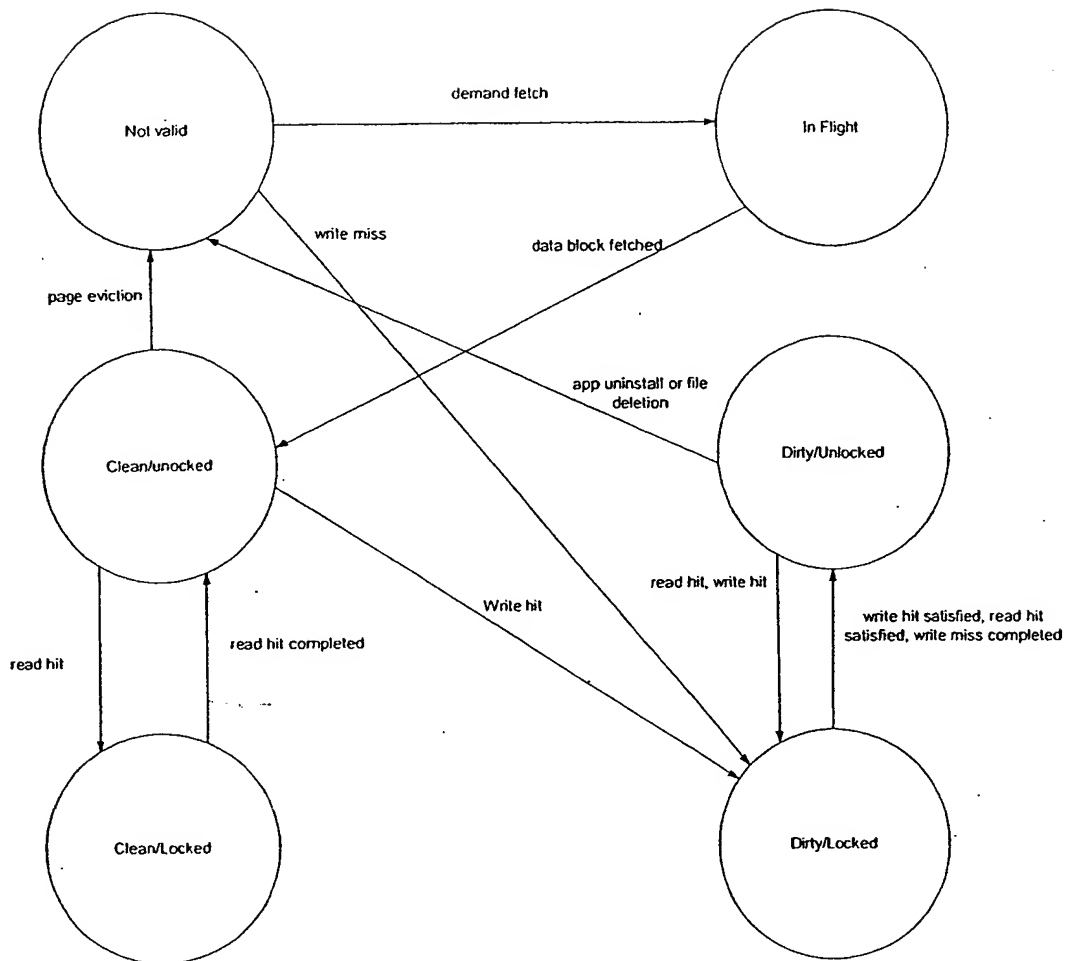 demand fetch
Not valid
In Flight
write miss
data block fetched
page eviction
app uninstall or file
deletion
Clean/unocked
Dirty/Unlocked
read hit, write hit
Write hit
write hit satisfied, read hit
satisfied, write miss completed
read hit completed
read hit
Clean/Locked
Dirty/Locked